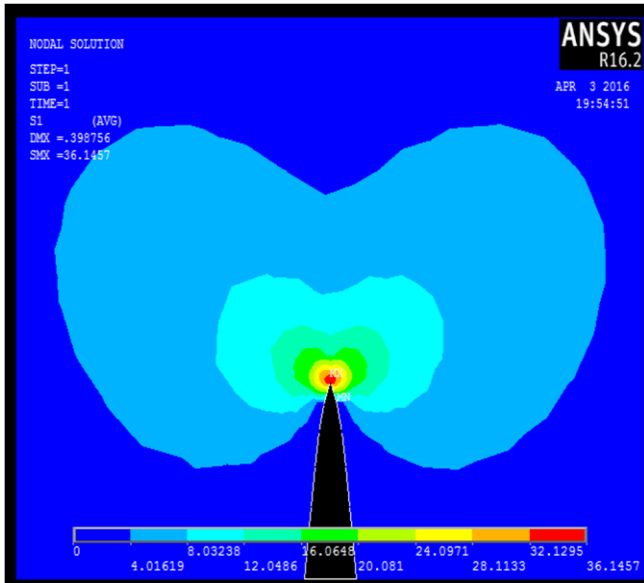 NODAL SOLUTION
STEP=1
SUB =1
TIME=1
S1 (AVG)
DMX =.398756
SMX =36.1457
ANSYS
R16.2
APR 3 2016
19:54:51
MX
MN
0 8.03238 16.0648 24.0971 32.1295
4.01619 12.0486 20.081 28.1133 36.1457